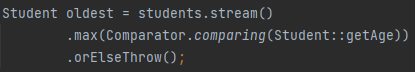 Student oldest = students.stream()
        .max(Comparator.comparing(Student::getAge))
        .orElseThrow();